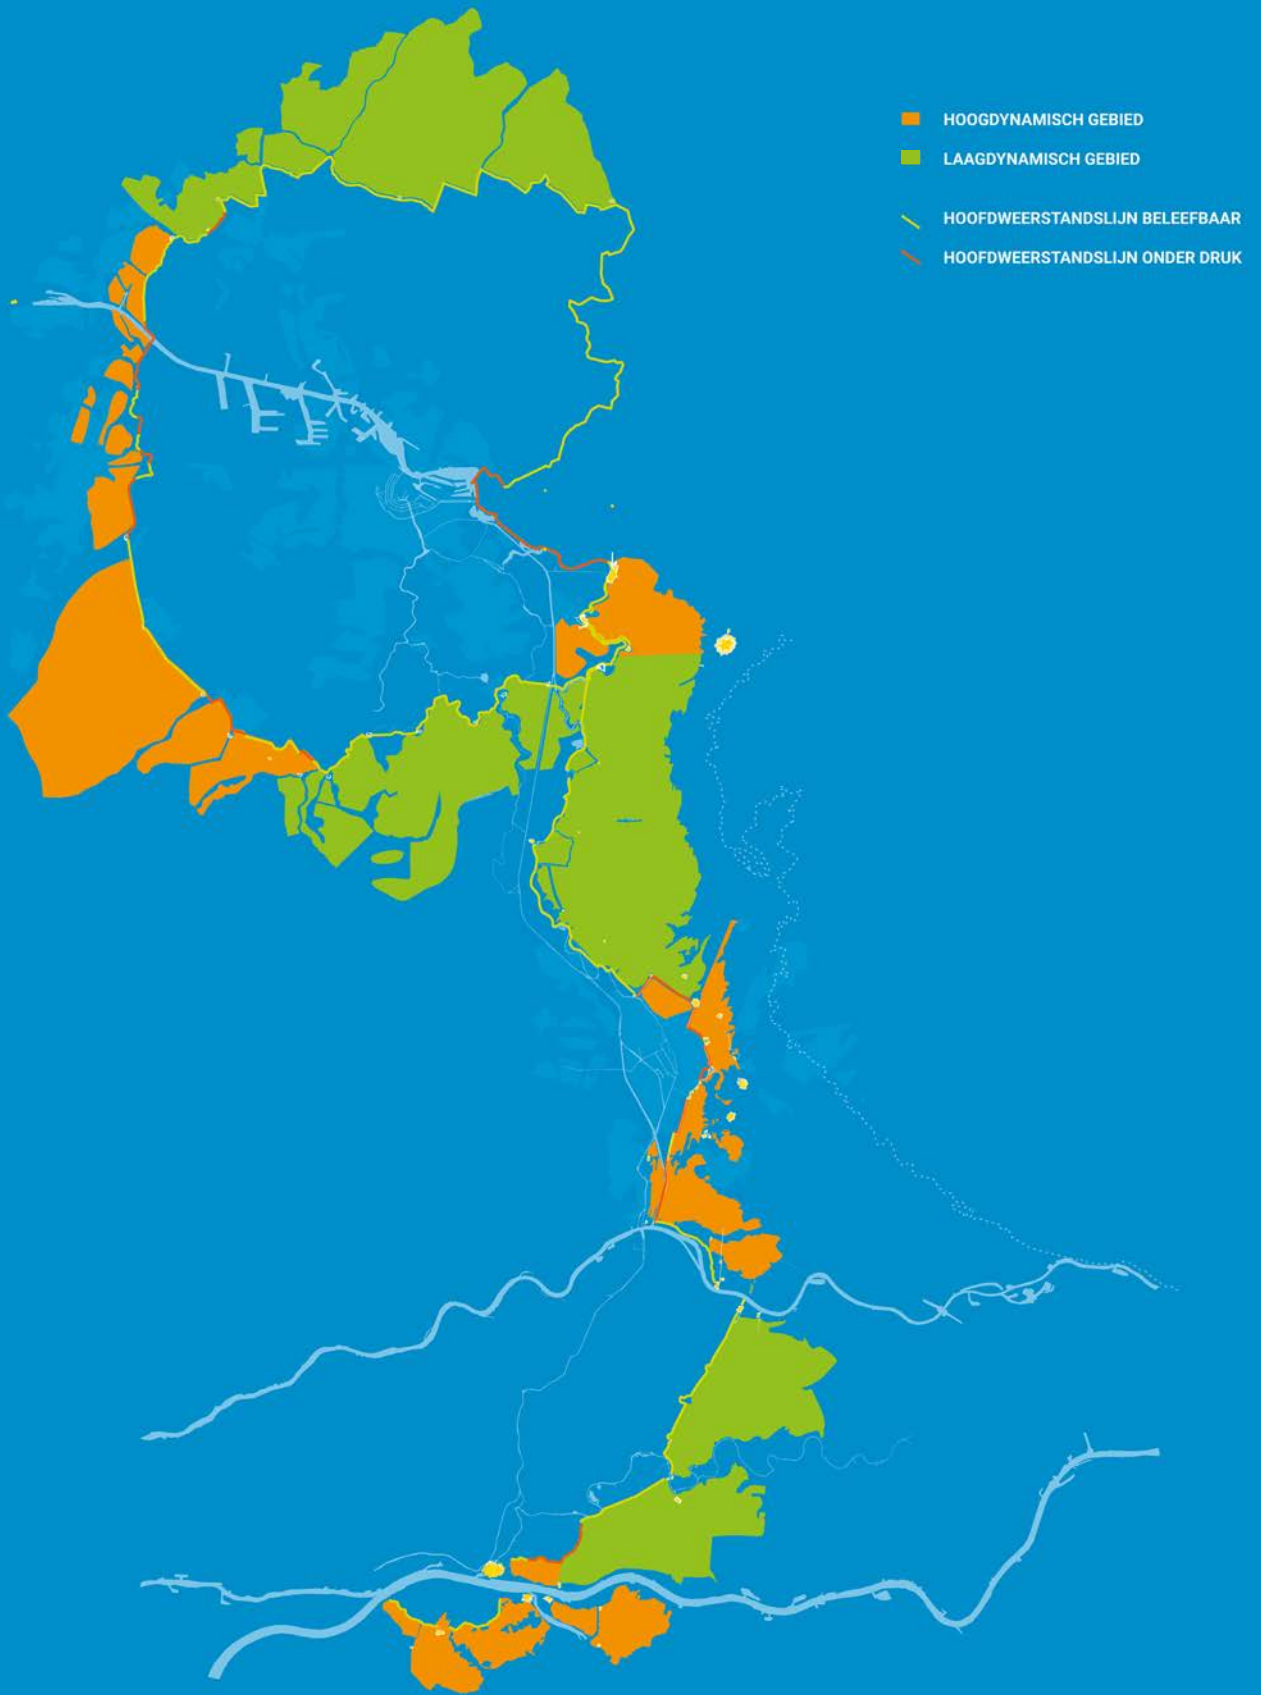 HOOGDYNAMISCH GEBIED
LAAGDYNAMISCH GEBIED
HOOFDWEERSTANDSLIJN BELEEFBAAR
HOOFDWEERSTANDSLIJN ONDER DRUK